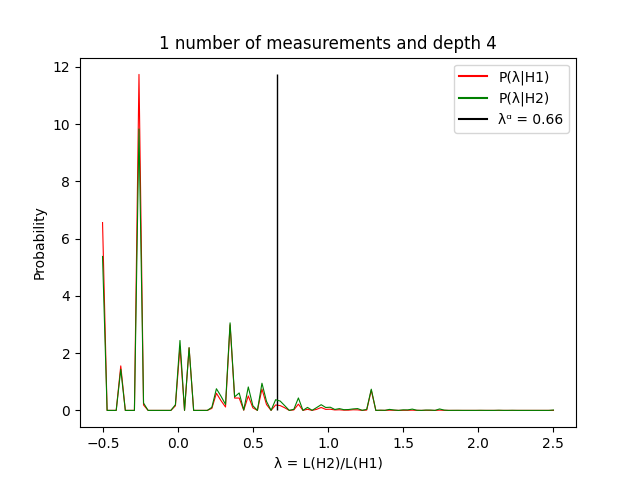 1 number of measurements and depth 4
P(λ|H1)
P(λ|H2)
λᵅ = 0.66
Probability
12
10
8
6
4
2
0
−0.5 0.0 0.5 1.0 1.5 2.0 2.5
λ = L(H2)/L(H1)